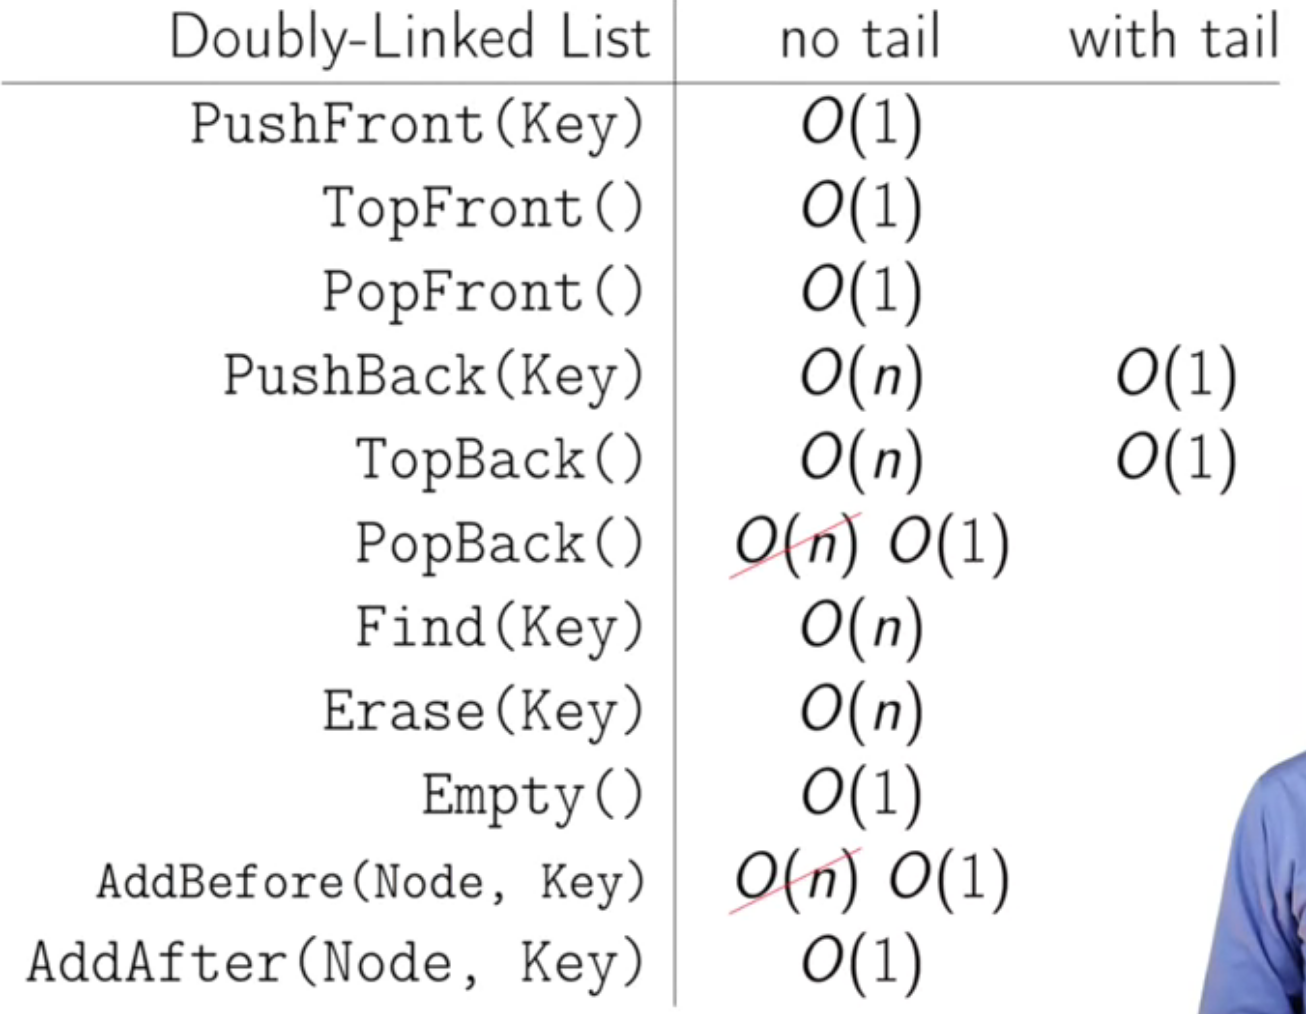 Doubly-Linked List no tail with tail
PushFront(Key) O(1)
TopFront() O(1)
PopFront() O(1)
PushBack(Key) O(n) O(1)
TopBack() O(n) O(1)
PopBack() O(n) O(1)
Find(Key) O(n)
Erase(Key) O(n)
Empty() O(1)
AddBefore(Node, Key) O(n) O(1)
AddAfter(Node, Key) O(1)